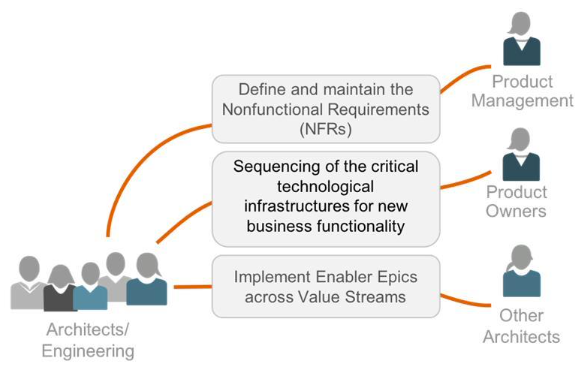 Define and maintain the
Nonfunctional Requirements
(NFRs)
Product
Management
Sequencing of the critical
technological
infrastructures for new
business functionality
Product
Owners
Implement Enabler Epics
across Value Streams
Other
Architects
Architects/
Engineering